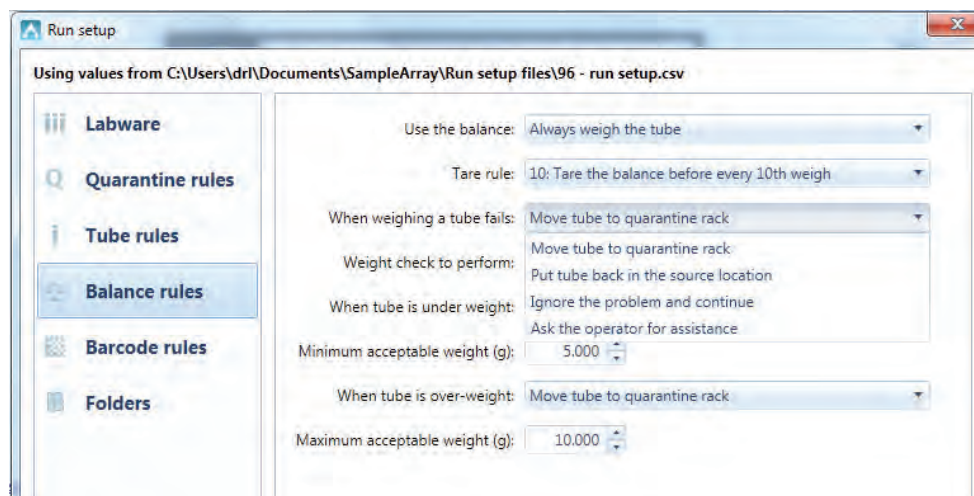 Run setup
Using values from C:\Users\drl\Documents\SampleArray\Run setup files\96 - run setup.csv
Labware
Quarantine rules
Tube rules
Balance rules
Barcode rules
Folders
Use the balance: Always weigh the tube
Tare rule: 10: Tare the balance before every 10th weigh
When weighing a tube fails: Move tube to quarantine rack
Move tube to quarantine rack
Put tube back in the source location
Ignore the problem and continue
Ask the operator for assistance
Weight check to perform:
When tube is under weight:
Minimum acceptable weight (g): 5.000
When tube is over-weight: Move tube to quarantine rack
Maximum acceptable weight (g): 10.000